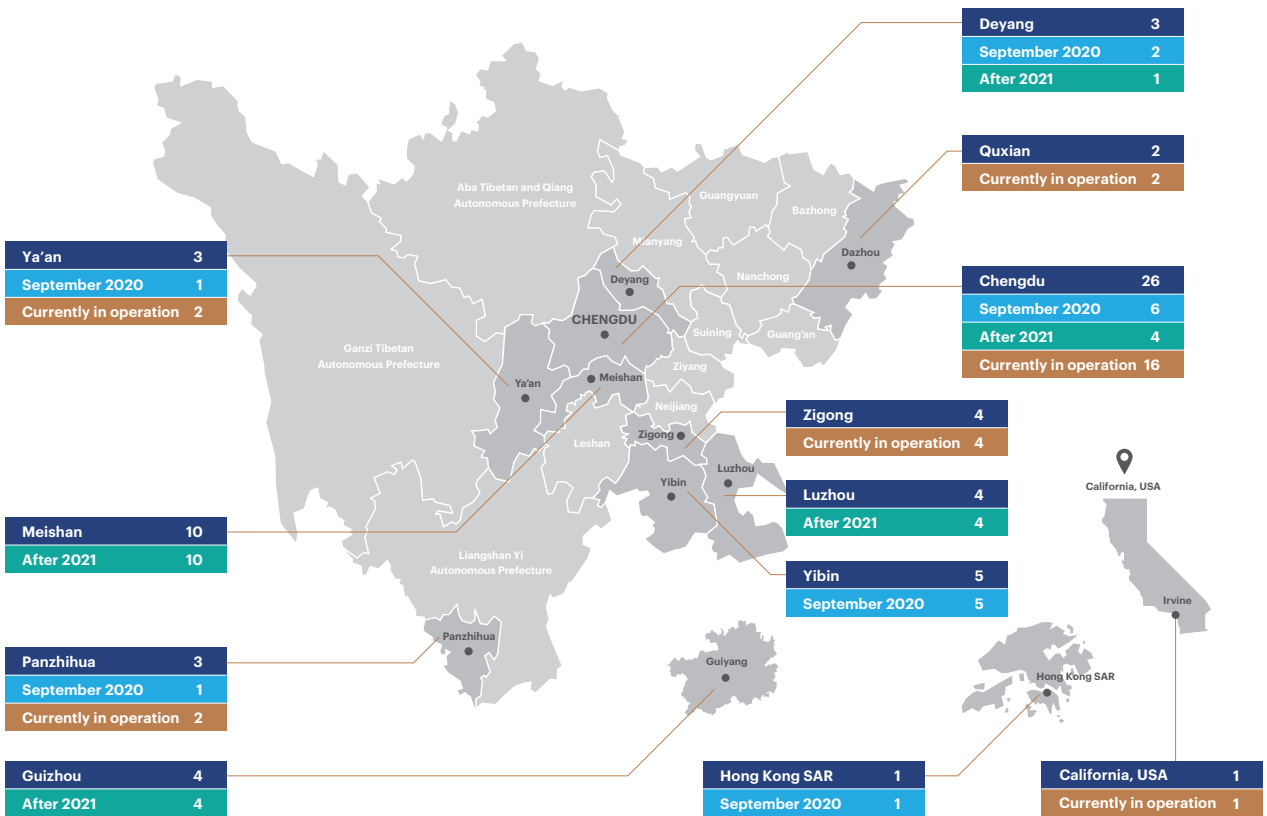 Deyang 3
September 2020 2
After 2021 1
Quxian 2
Currently in operation 2
Ya’an 3
September 2020 1
Currently in operation 2
Chengdu 26
September 2020 6
After 2021 4
Currently in operation 16
Zigong 4
Currently in operation 4
Luzhou 4
After 2021 4
Meishan 10
After 2021 10
Yibin 5
September 2020 5
Panzhihua 3
September 2020 1
Currently in operation 2
Guizhou 4
After 2021 4
Hong Kong SAR 1
September 2020 1
California, USA 1
Currently in operation 1
Aba Tibetan and Qiang
Autonomous Prefecture
Guangyuan
Bazhong
Mianyang
Dazhou
Deyang
Nanchong
CHENGDU
Suining
Guang’an
Ganzi Tibetan
Autonomous Prefecture
Ziyang
Ya’an
Meishan
Neijiang
Leshan
Zigong
Luzhou
Yibin
Liangshan Yi
Autonomous Prefecture
Panzhihua
Guiyang
Hong Kong SAR
California, USA
Irvine